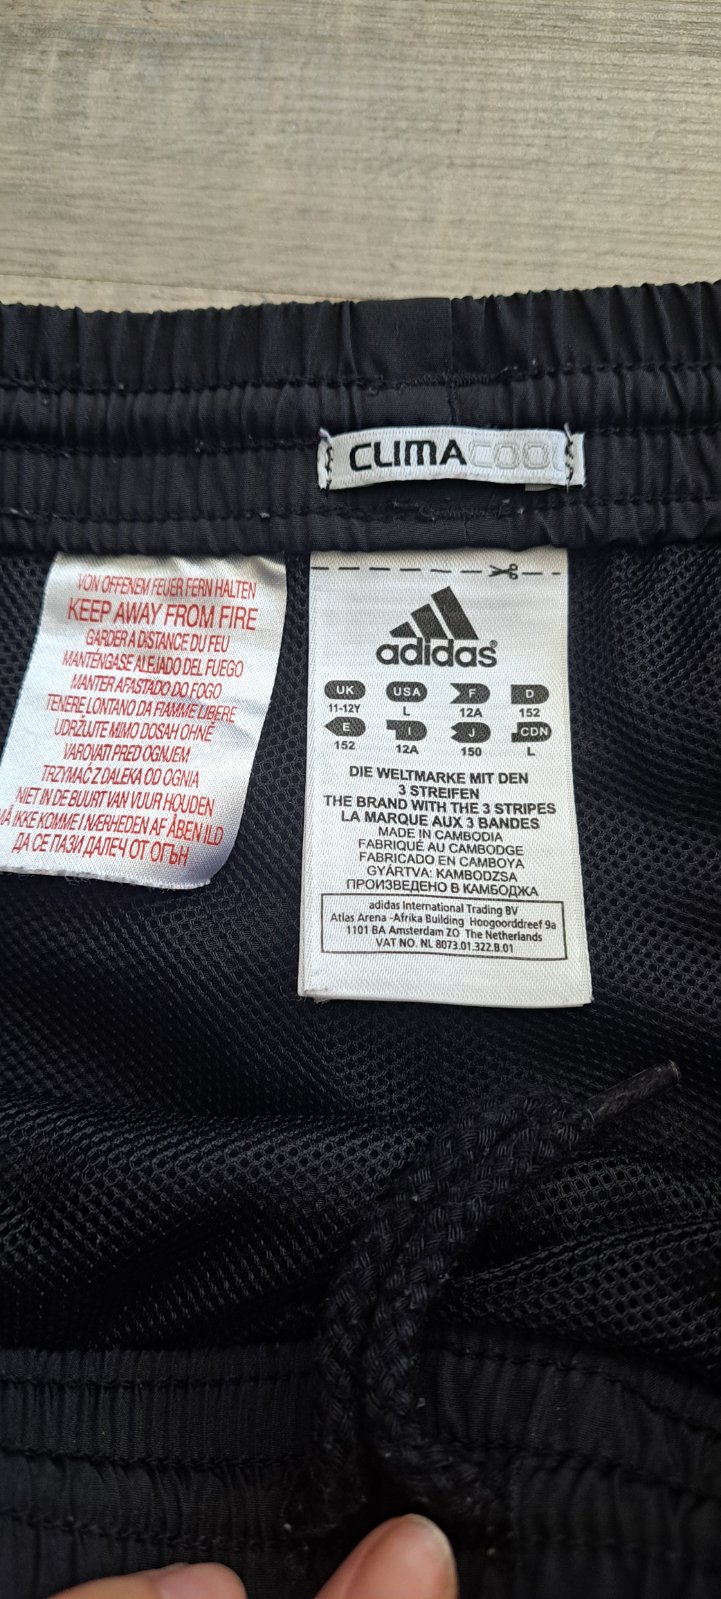 CLIMACOOL
VON OFFENEM FEUER FERN HALTEN
KEEP AWAY FROM FIRE
GARDER A DISTANCE DU FEU
MANTÉNGASE ALEJADO DEL FUEGO
MANTER AFASTADO DO FOGO
TENERE LONTANO DA FIAMME LIBERE
UDRŽUJTE MIMO DOSAH OHNĚ
VAROVATI PRED OGNJEM
TRZYMAĆ Z DALEKA OD OGNIA
NIET IN DE BUURT VAN VUUR HOUDEN
MÅ IKKE KOMME I NÆRHEDEN AF ÅBEN ILD
ДА СЕ ПАЗИ ДАЛЕЧ ОТ ОГЪН
adidas®
UK USA F D
11-12Y L 12A 152
E I J CDN
152 12A 150 L
DIE WELTMARKE MIT DEN
3 STREIFEN
THE BRAND WITH THE 3 STRIPES
LA MARQUE AUX 3 BANDES
MADE IN CAMBODIA
FABRIQUÉ AU CAMBODGE
FABRICADO EN CAMBOYA
GYÁRTVA: KAMBODZSA
ПРОИЗВЕДЕНО В КАМБОДЖА
adidas International Trading BV
Atlas Arena -Afrika Building Hoogoorddreef 9a
1101 BA Amsterdam ZO The Netherlands
VAT NO. NL 8073.01.322.B.01